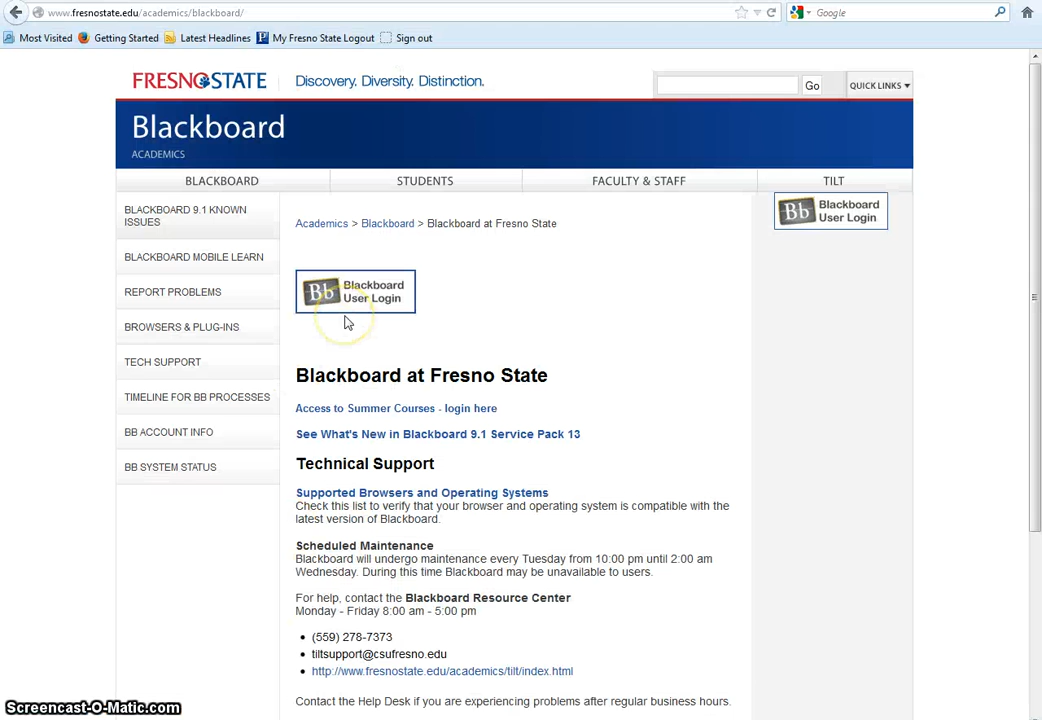 www.fresnostate.edu/academics/blackboard/
Google
Most Visited Getting Started Latest Headlines My Fresno State Logout Sign out
FRESNO STATE Discovery. Diversity. Distinction.
Go QUICK LINKS
Blackboard
ACADEMICS
BLACKBOARD STUDENTS FACULTY & STAFF TILT
BLACKBOARD 9.1 KNOWN
ISSUES
BLACKBOARD MOBILE LEARN
REPORT PROBLEMS
BROWSERS & PLUG-INS
TECH SUPPORT
TIMELINE FOR BB PROCESSES
BB ACCOUNT INFO
BB SYSTEM STATUS
Academics > Blackboard > Blackboard at Fresno State
Bb Blackboard
User Login
Blackboard at Fresno State
Access to Summer Courses - login here
See What's New in Blackboard 9.1 Service Pack 13
Technical Support
Supported Browsers and Operating Systems
Check this list to verify that your browser and operating system is compatible with the
latest version of Blackboard.
Scheduled Maintenance
Blackboard will undergo maintenance every Tuesday from 10:00 pm until 2:00 am
Wednesday. During this time Blackboard may be unavailable to users.
For help, contact the Blackboard Resource Center
Monday - Friday 8:00 am - 5:00 pm
• (559) 278-7373
• tiltsupport@csufresno.edu
• http://www.fresnostate.edu/academics/tilt/index.html
Contact the Help Desk if you are experiencing problems after regular business hours.
Bb Blackboard
User Login
Screencast-O-Matic.com